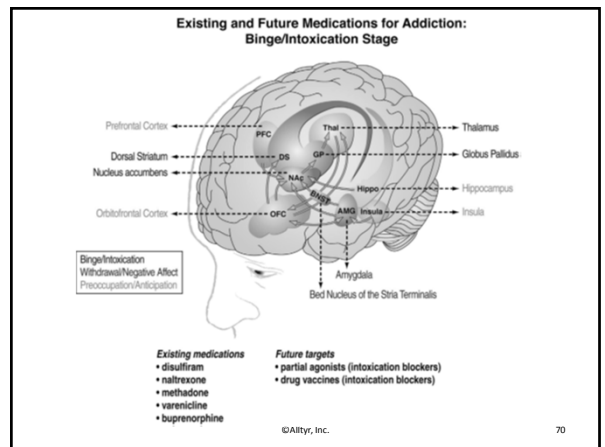 Existing and Future Medications for Addiction:
Binge/Intoxication Stage
Prefrontal Cortex
PFC
Thal
Thalamus
Dorsal Striatum
DS
GP
Globus Pallidus
Nucleus accumbens
NAc
Hippo
Hippocampus
BNST
Orbitofrontal Cortex
OFC
AMG
Insula
Insula
Binge/Intoxication
Withdrawal/Negative Affect
Preoccupation/Anticipation
Amygdala
Bed Nucleus of the Stria Terminalis
Existing medications
• disulfiram
• naltrexone
• methadone
• varenicline
• buprenorphine
Future targets
• partial agonists (intoxication blockers)
• drug vaccines (intoxication blockers)
©Alltyr, Inc.
70